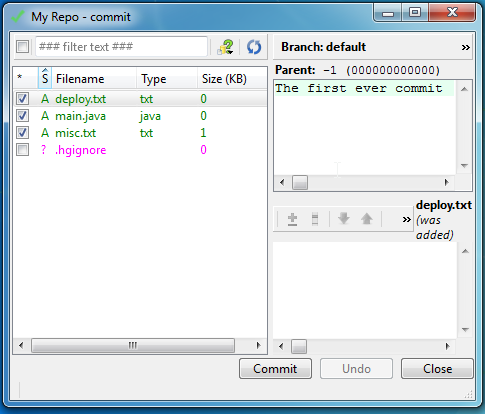 My Repo - commit
### filter text ###
Branch: default »
Parent: -1 (000000000000)
The first ever commit
* S Filename Type Size (KB)
A deploy.txt txt 0
A main.java java 0
A misc.txt txt 1
? .hgignore 0
» deploy.txt
(was
added)
Commit Undo Close